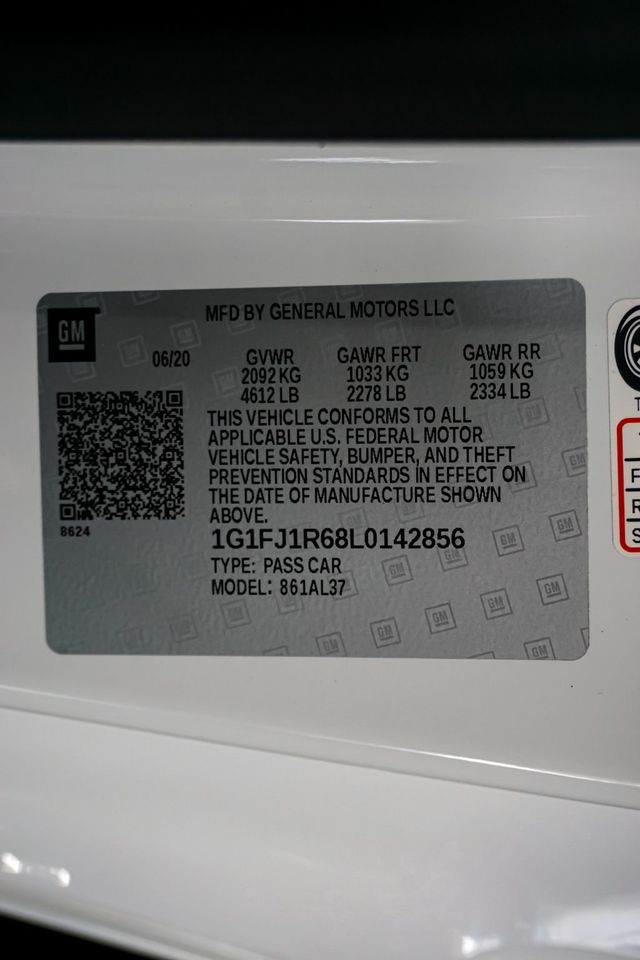 MFD BY GENERAL MOTORS LLC
GM
06/20
GVWR GAWR FRT GAWR RR
2092 KG 1033 KG 1059 KG
4612 LB 2278 LB 2334 LB
THIS VEHICLE CONFORMS TO ALL
APPLICABLE U.S. FEDERAL MOTOR
VEHICLE SAFETY, BUMPER, AND THEFT
PREVENTION STANDARDS IN EFFECT ON
THE DATE OF MANUFACTURE SHOWN
ABOVE.
8624
1G1FJ1R68L0142856
TYPE: PASS CAR
MODEL: 861AL37